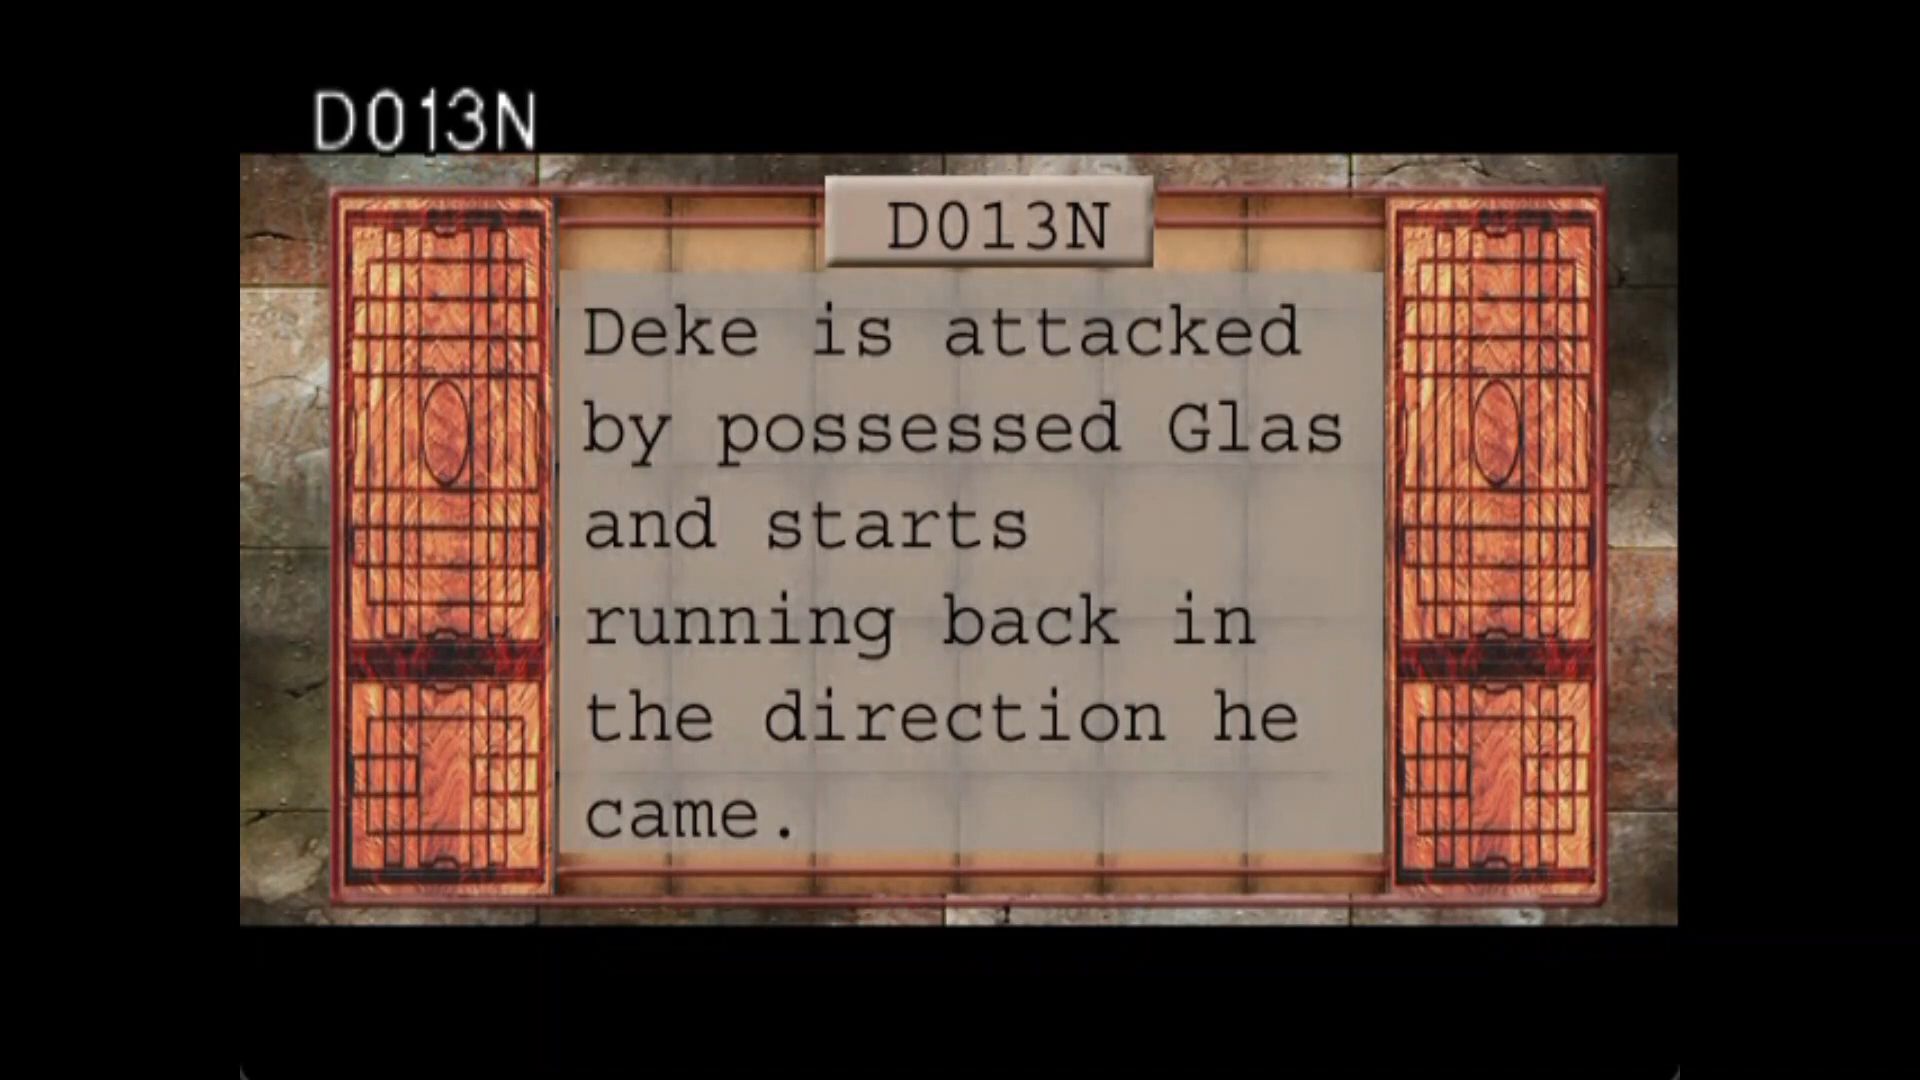 D013N
D013N
Deke is attacked
by possessed Glas
and starts
running back in
the direction he
came.